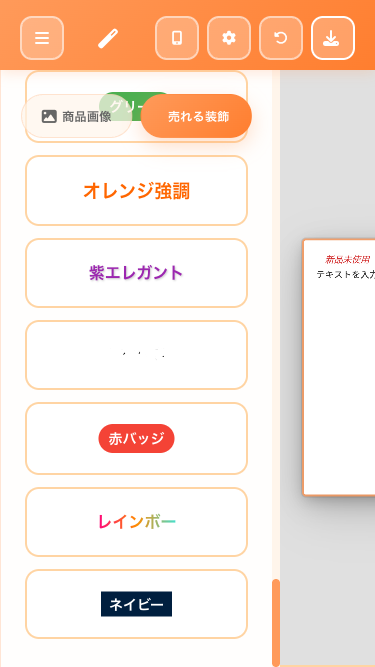 グリー
商品画像
売れる装飾
オレンジ強調
紫エレガント
赤バッジ
レインボー
ネイビー
新品未使用
テキストを入力